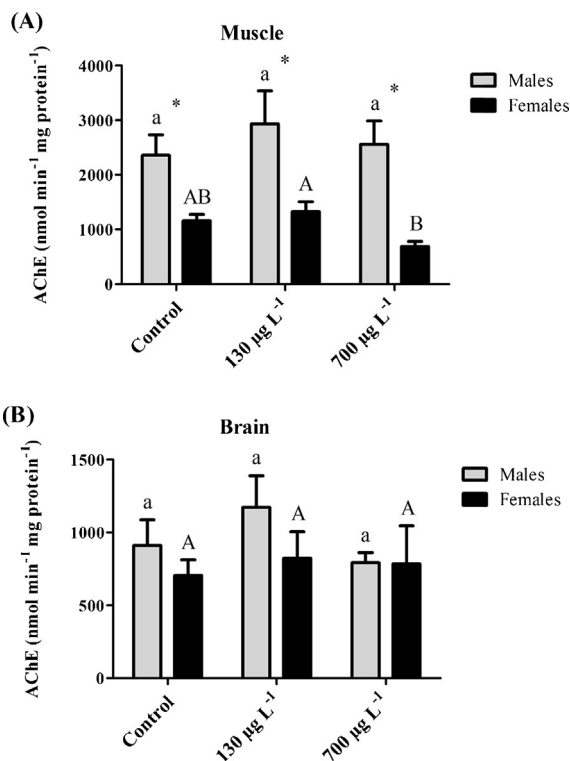 (A)
Muscle
AChE (nmol min⁻¹ mg protein⁻¹)
4000
3000
2000
1000
0
a
*
AB
a
*
A
a
*
B
Males
Females
Control
130 µg L⁻¹
700 µg L⁻¹
(B)
Brain
AChE (nmol min⁻¹ mg protein⁻¹)
1500
1000
500
0
a
A
a
A
a
A
Males
Females
Control
130 µg L⁻¹
700 µg L⁻¹